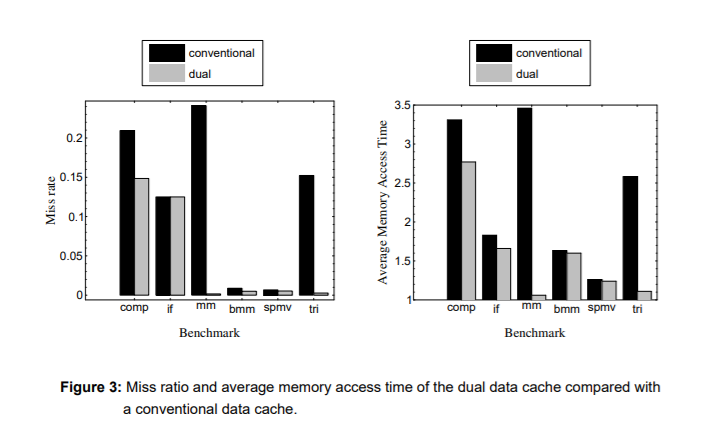 conventional
dual
Miss rate
0.2
0.15
0.1
0.05
0
comp if mm bmm spmv tri
Benchmark
conventional
dual
Average Memory Access Time
3.5
3
2.5
2
1.5
1
comp if mm bmm spmv tri
Benchmark
Figure 3: Miss ratio and average memory access time of the dual data cache compared with
a conventional data cache.